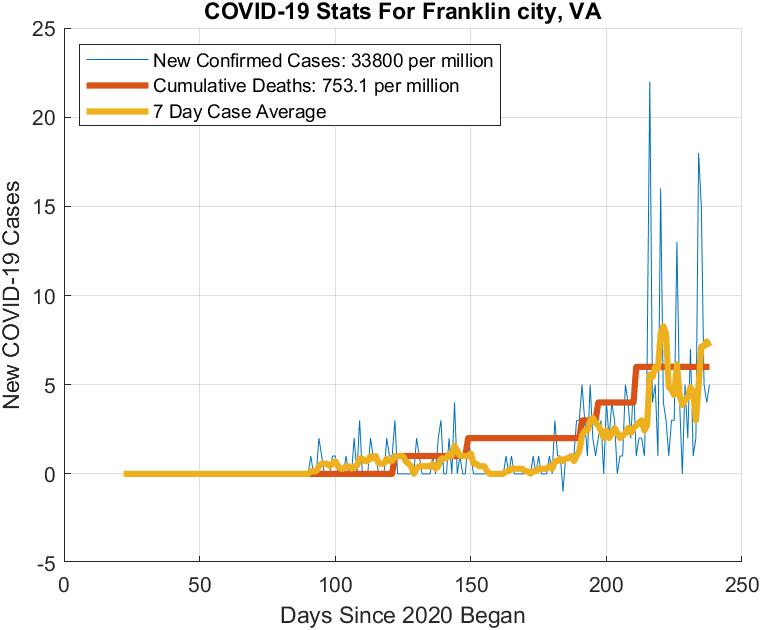 COVID-19 Stats For Franklin city, VA
25
New Confirmed Cases: 33800 per million
Cumulative Deaths: 753.1 per million
7 Day Case Average
20
15
10
5
0
-5
New COVID-19 Cases
0 50 100 150 200 250
Days Since 2020 Began